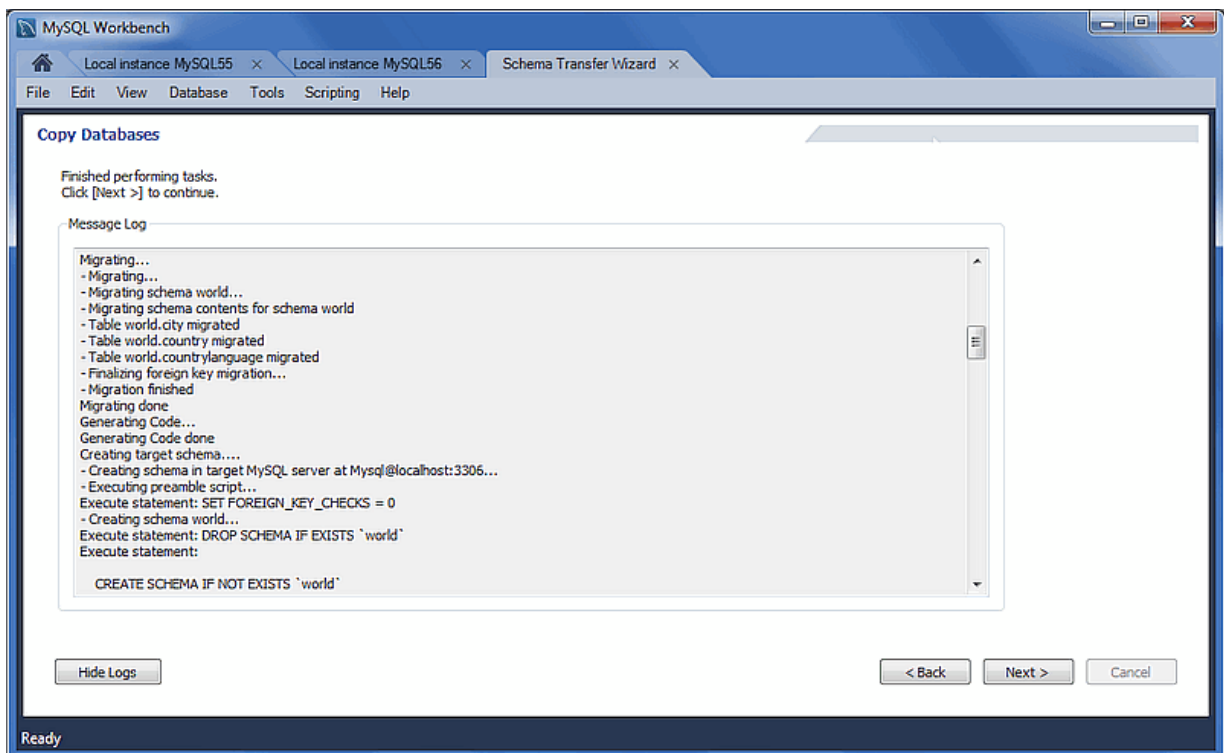 MySQL Workbench
Local instance MySQL55 Local instance MySQL56 Schema Transfer Wizard
File Edit View Database Tools Scripting Help
Copy Databases
Finished performing tasks.
Click [Next >] to continue.
Message Log
Migrating...
- Migrating...
- Migrating schema world...
- Migrating schema contents for schema world
- Table world.city migrated
- Table world.country migrated
- Table world.countrylanguage migrated
- Finalizing foreign key migration...
- Migration finished
Migrating done
Generating Code...
Generating Code done
Creating target schema....
- Creating schema in target MySQL server at Mysql@localhost:3306...
- Executing preamble script...
Execute statement: SET FOREIGN_KEY_CHECKS = 0
- Creating schema world...
Execute statement: DROP SCHEMA IF EXISTS `world`
Execute statement:
CREATE SCHEMA IF NOT EXISTS `world`
Hide Logs < Back Next > Cancel
Ready